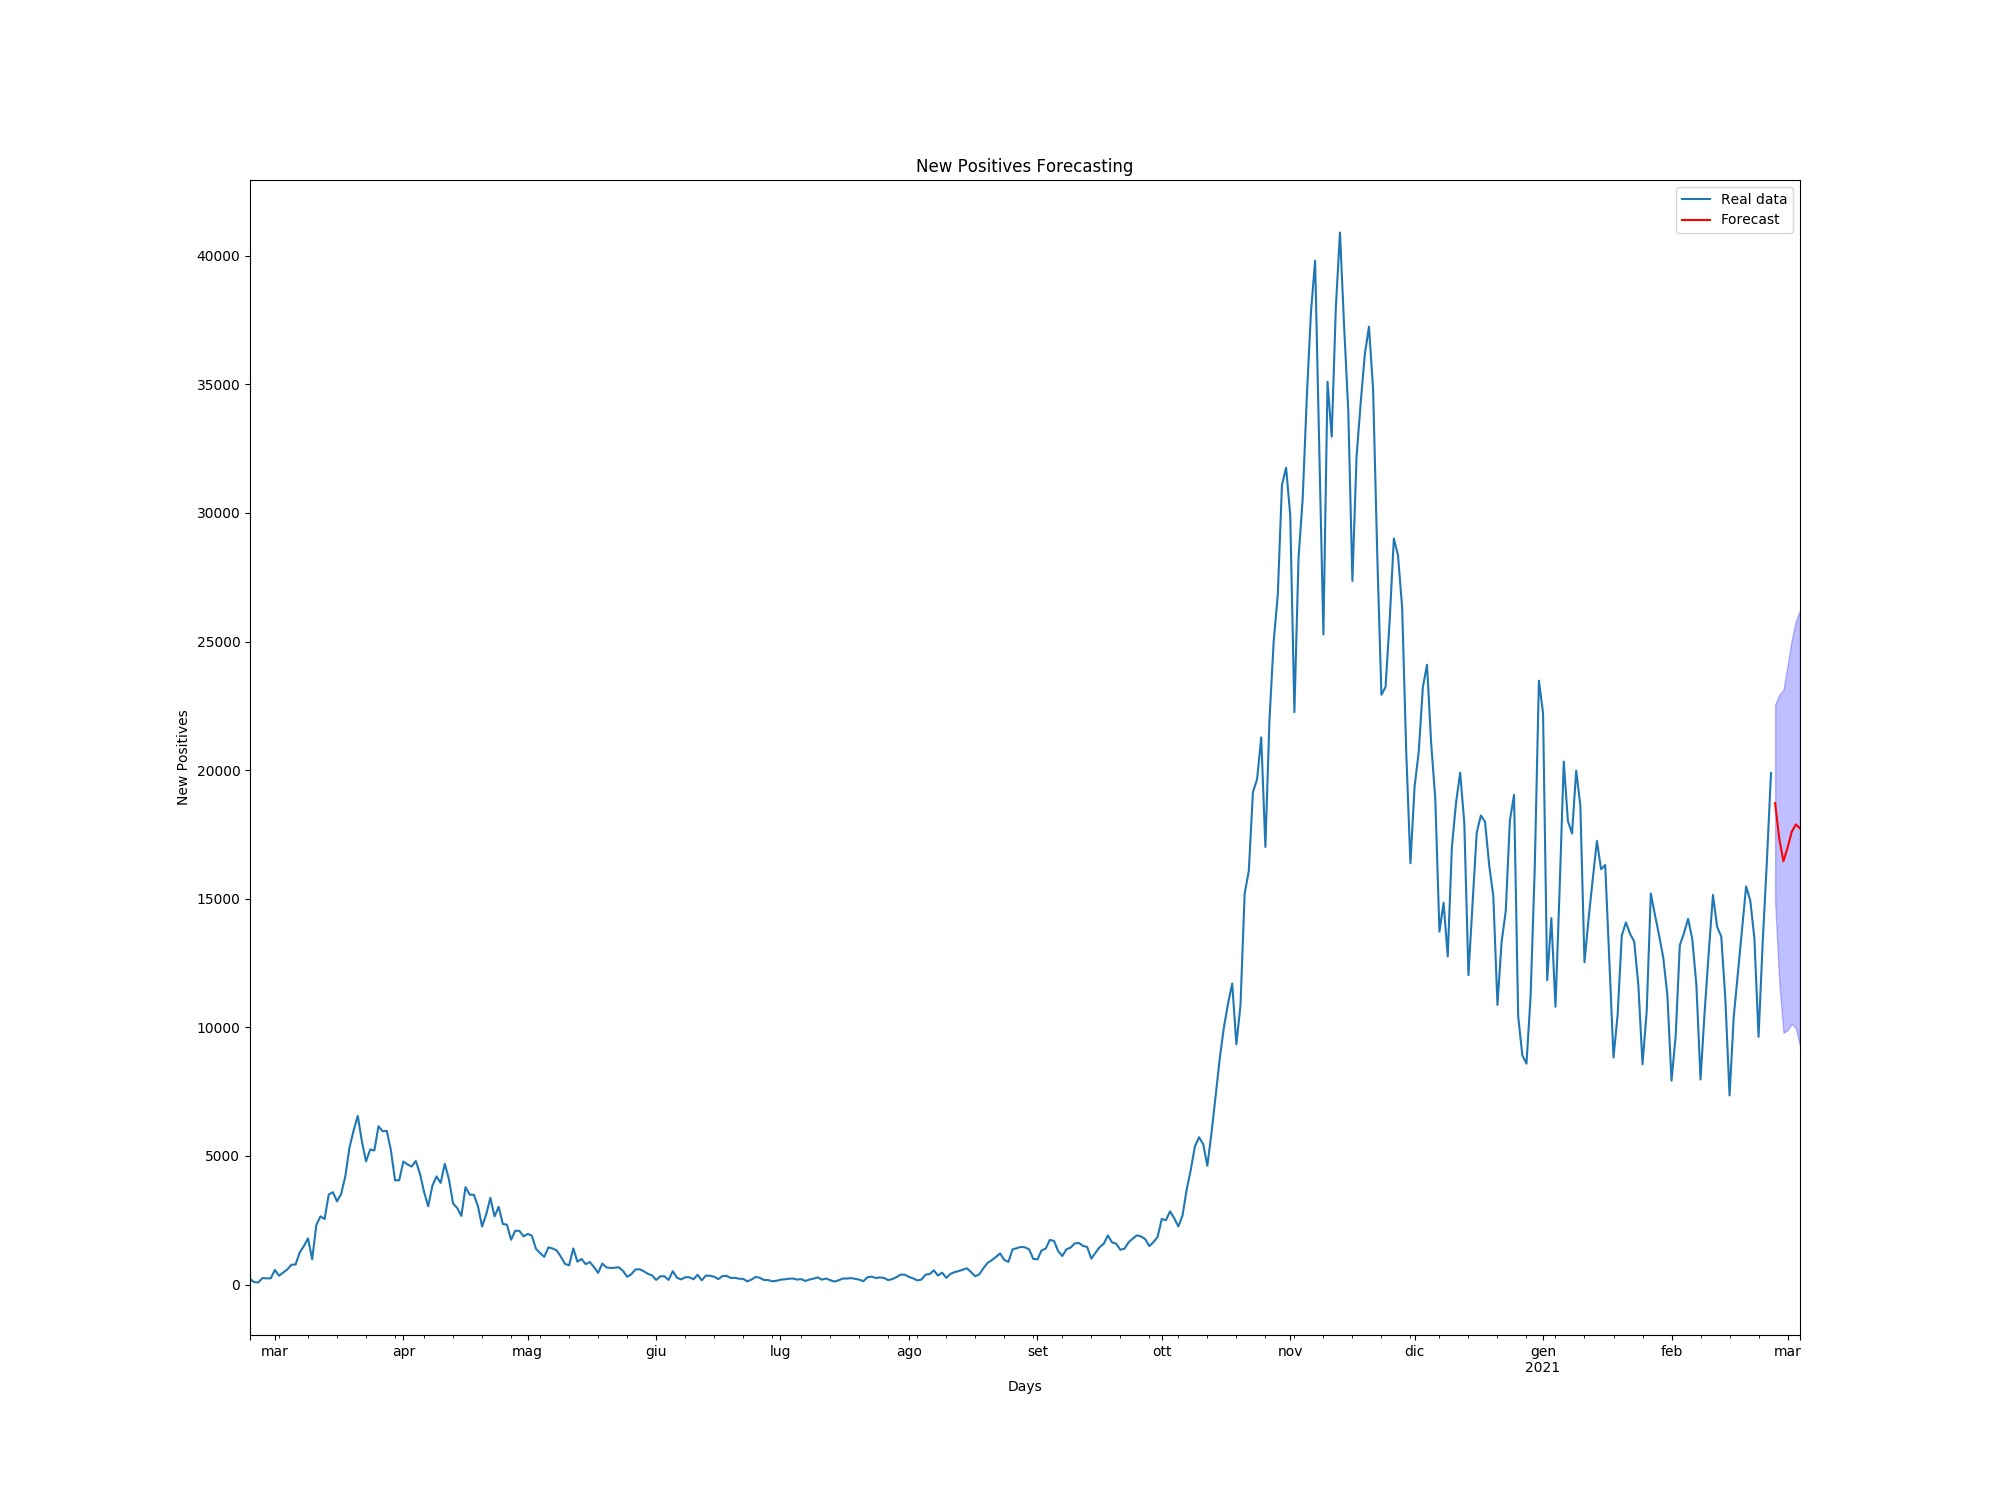 New Positives Forecasting
Real data
Forecast
40000
35000
30000
25000
20000
15000
10000
5000
0
New Positives
mar apr mag giu lug ago set ott nov dic gen feb mar
2021
Days